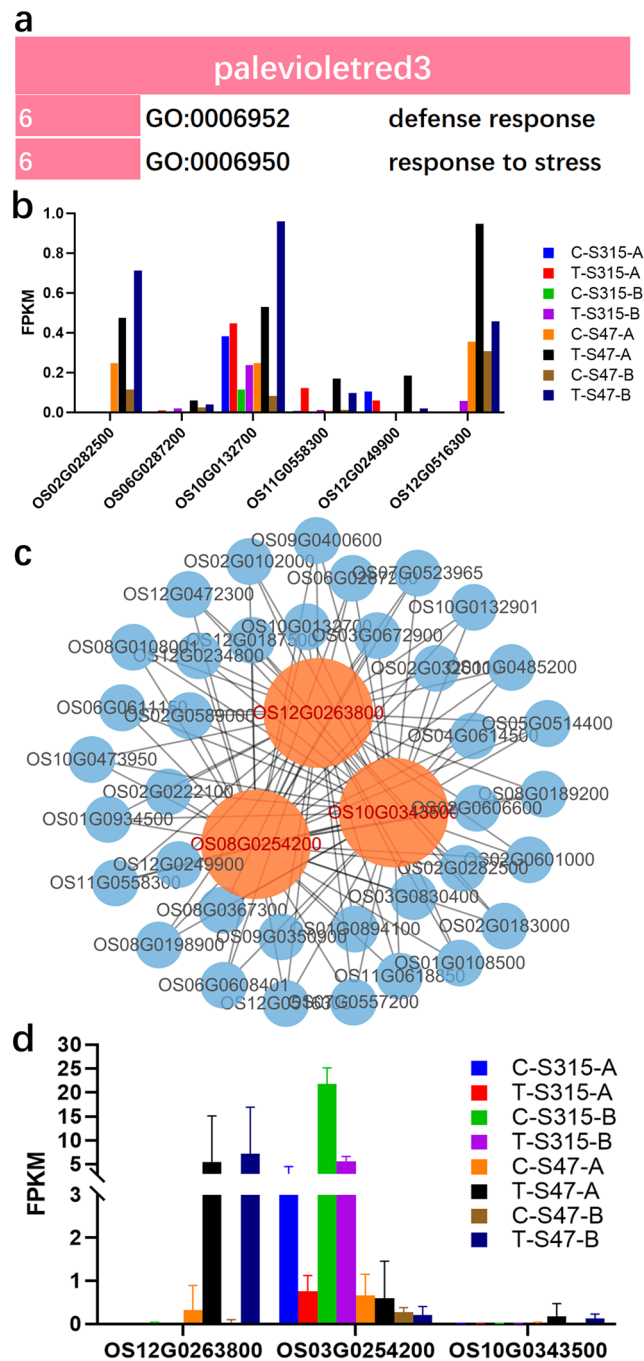 a
palevioletred3
6 GO:0006952 defense response
6 GO:0006950 response to stress
b
FPKM
1.0
0.8
0.6
0.4
0.2
0.0
OS02G0282500
OS06G0287200
OS10G0132700
OS11G0558300
OS12G0249900
OS12G0516300
C-S315-A
T-S315-A
C-S315-B
T-S315-B
C-S47-A
T-S47-A
C-S47-B
T-S47-B
c
OS09G0400600
OS02G0102000
OS06G0287200
OS07G0523965
OS12G0472300
OS10G0132901
OS10G0132700
OS12G0187500
OS03G0672900
OS08G0108001
OS12G0234800
OS06G0611150
OS02G0589000
OS12G0263800
OS05G0514400
OS04G0614500
OS10G0473950
OS02G0222100
OS08G0189200
OS01G0934500
OS10G0343500
OS08G0254200
OS12G0249900
OS11G0558300
OS02G0601000
OS02G0282500
OS03G0830400
OS08G0367300
OS02G0183000
OS08G0198900
OS09G0350900
OS01G0894100
OS01G0108500
OS06G0608401
OS11G0618850
OS07G0557200
d
FPKM
30
25
20
15
10
5
3
2
1
0
OS12G0263800
OS03G0254200
OS10G0343500
C-S315-A
T-S315-A
C-S315-B
T-S315-B
C-S47-A
T-S47-A
C-S47-B
T-S47-B